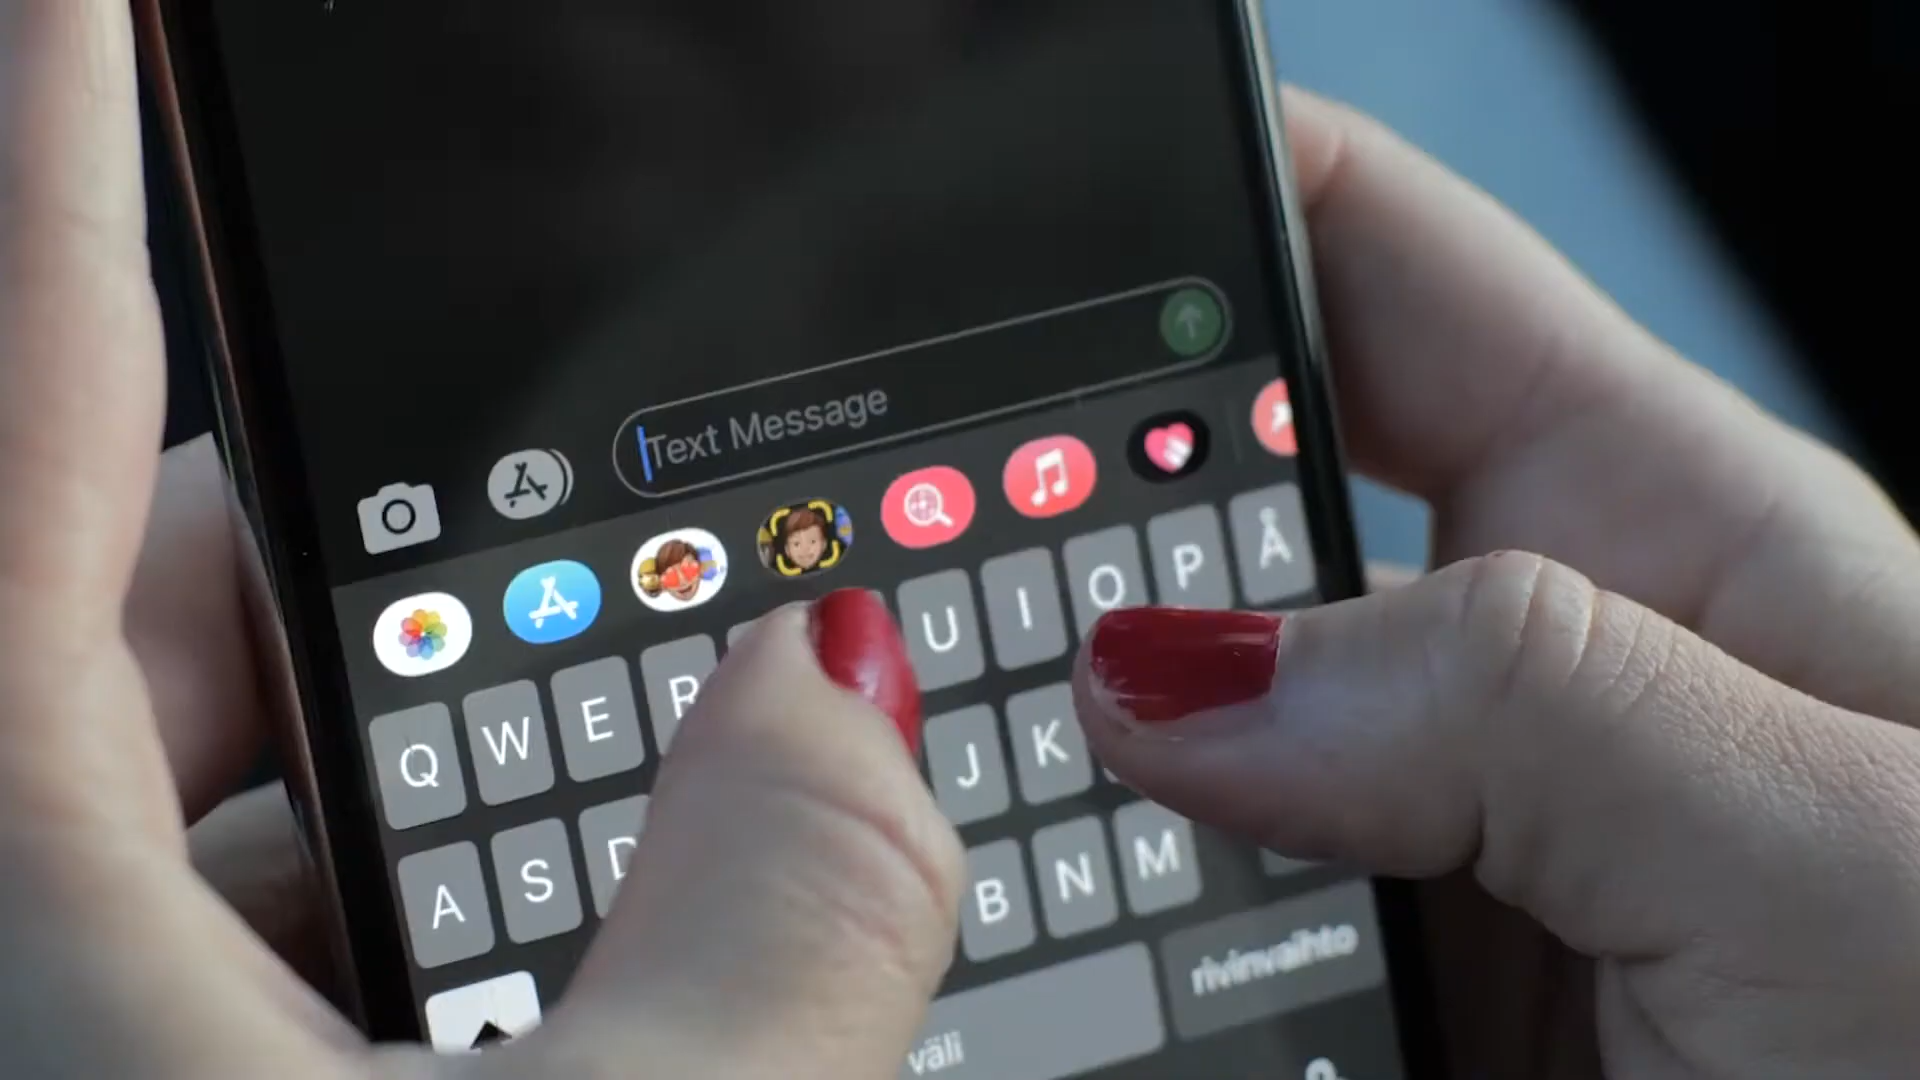 Text Message
Q W E R U I O P Å
A S D J K
B N M
väli rivinvaihto